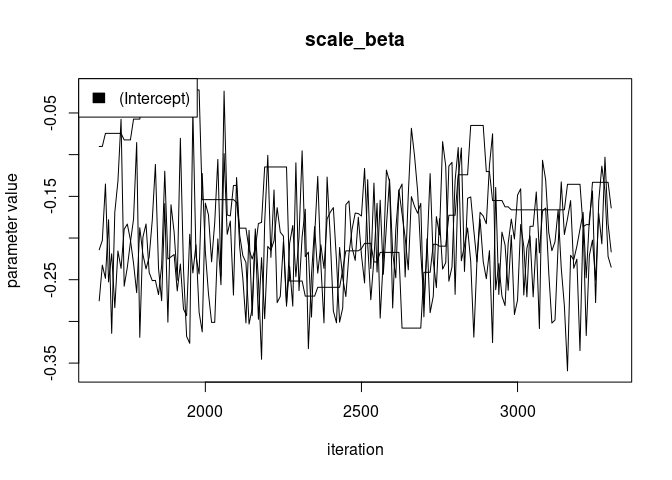 scale_beta
(Intercept)
parameter value
-0.05
-0.15
-0.25
-0.35
2000
2500
3000
iteration